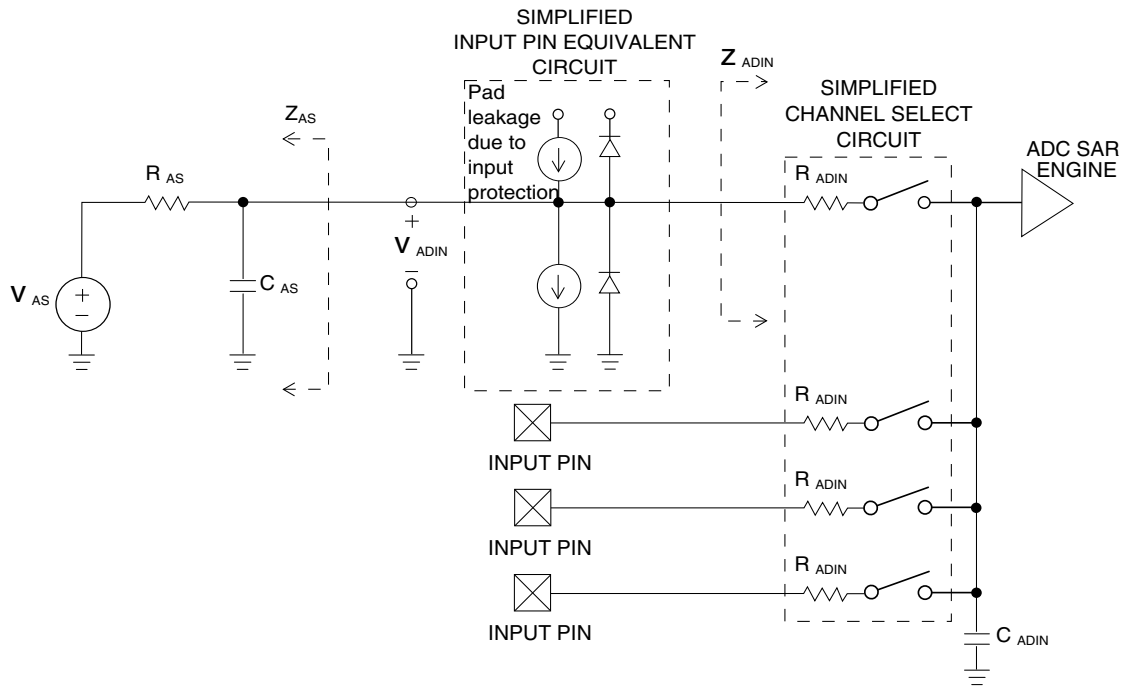 SIMPLIFIED
INPUT PIN EQUIVALENT
CIRCUIT
Pad
leakage
due to
input
protection
Z ADIN
SIMPLIFIED
CHANNEL SELECT
CIRCUIT
ADC SAR
ENGINE
ZAS
R AS
R ADIN
+
V ADIN
–
C AS
V AS
+
–
R ADIN
INPUT PIN
R ADIN
INPUT PIN
R ADIN
INPUT PIN
C ADIN